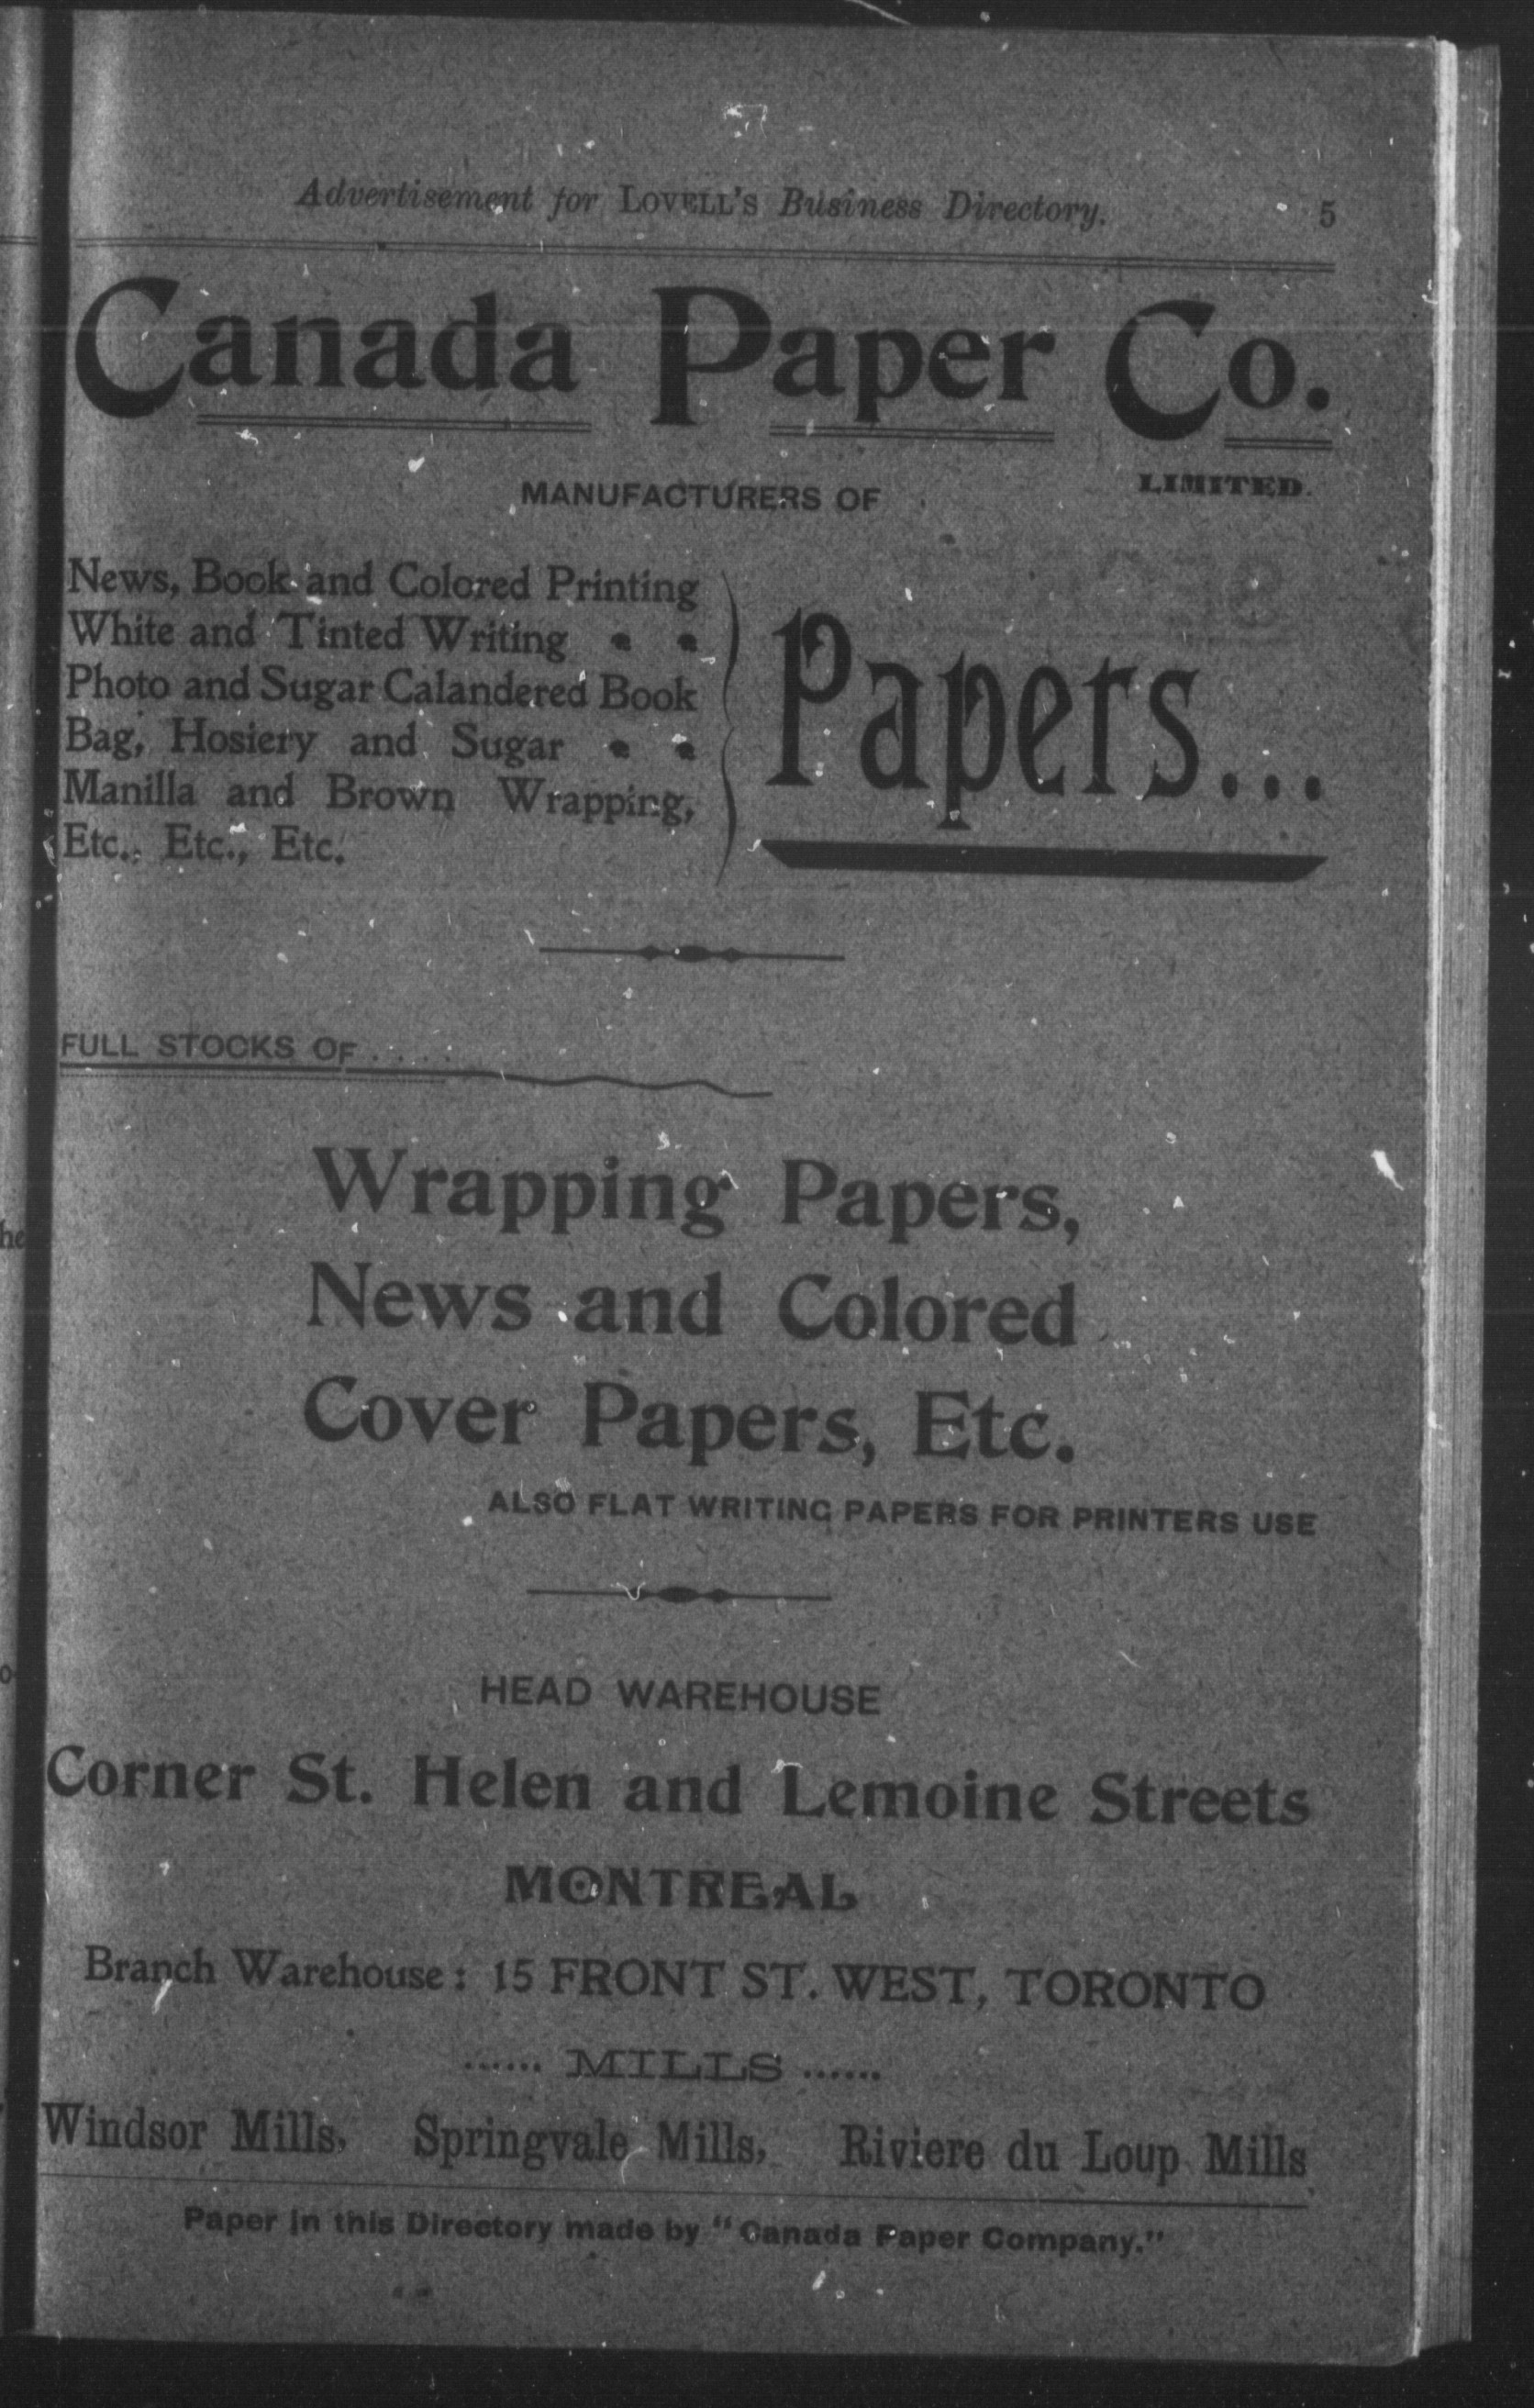 Advertisement for LOVELL'S Business Directory. 5
Canada Paper Co.
LIMITED.
MANUFACTURERS OF
News, Book and Colored Printing
White and Tinted Writing
Photo and Sugar Calandered Book
Bag, Hosiery and Sugar
Manilla and Brown Wrapping,
Etc., Etc., Etc.
Papers...
FULL STOCKS OF .....
Wrapping Papers,
News and Colored
Cover Papers, Etc.
ALSO FLAT WRITING PAPERS FOR PRINTERS USE
HEAD WAREHOUSE
Corner St. Helen and Lemoine Streets
MONTREAL
Branch Warehouse: 15 FRONT ST. WEST, TORONTO
...... MILLS ......
Windsor Mills, Springvale Mills, Riviere du Loup Mills
Paper in this Directory made by "Canada Paper Company."